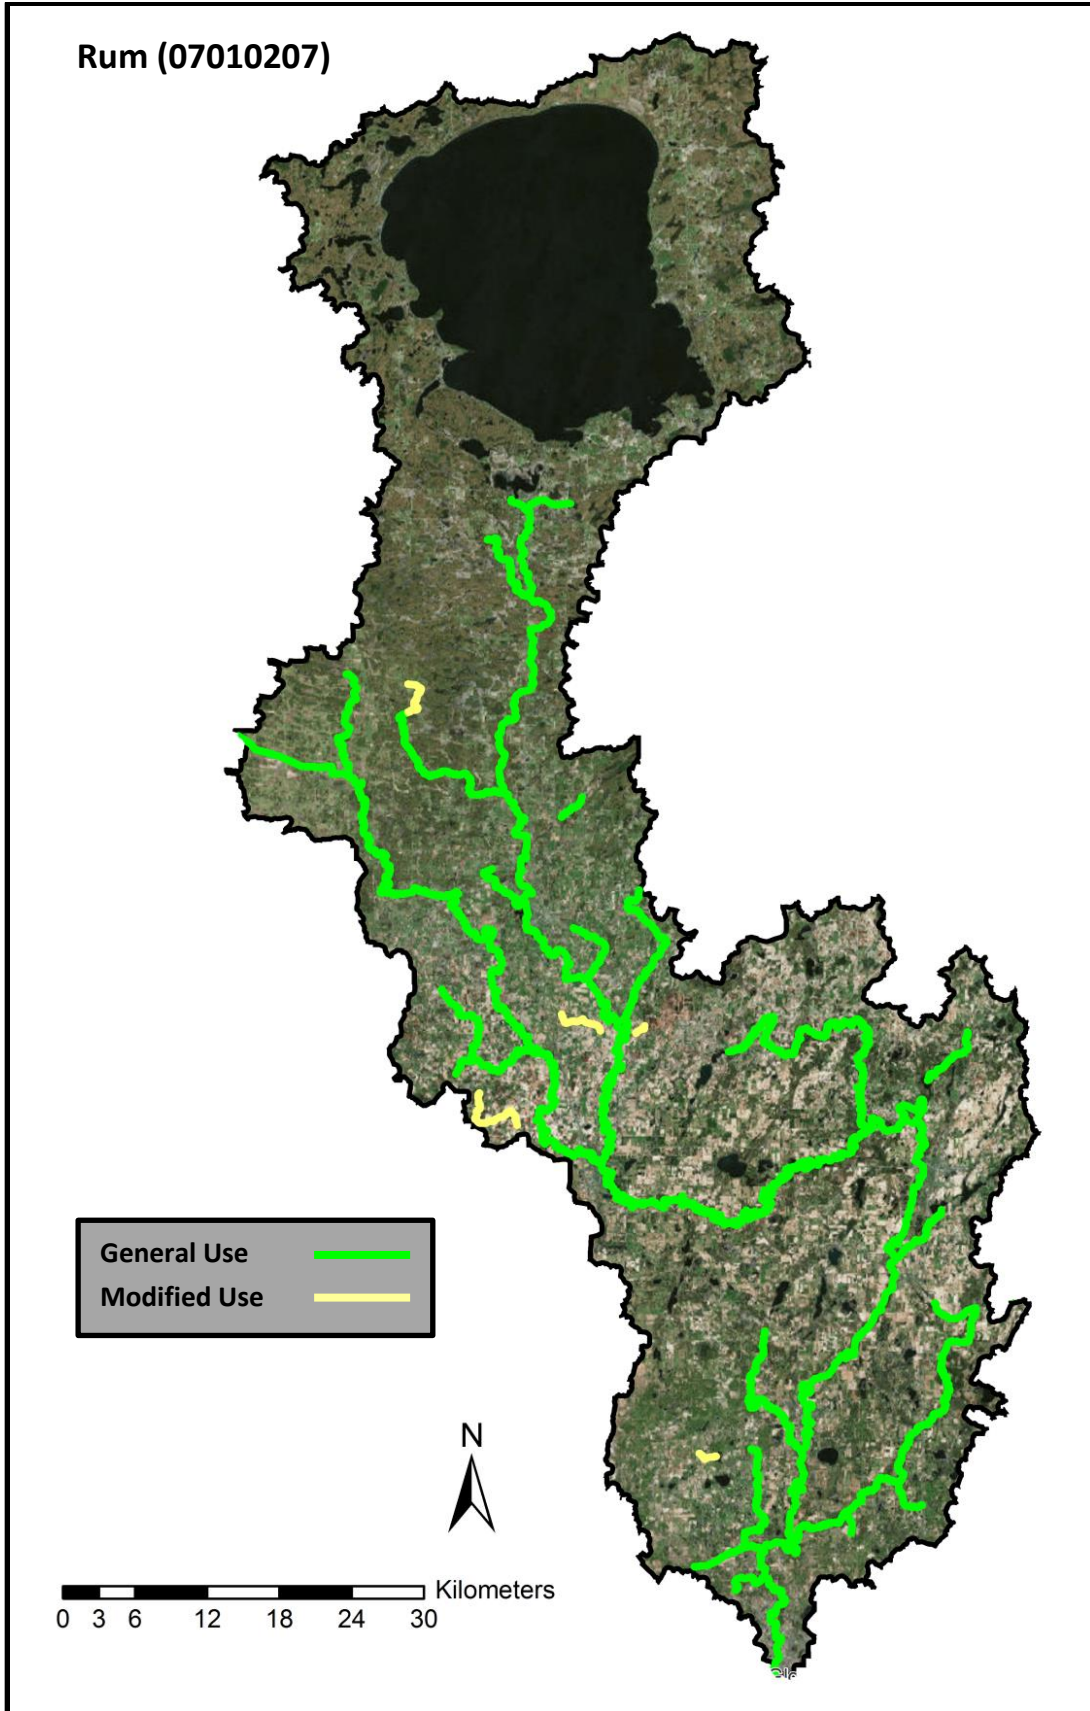 Rum (07010207)
General Use
Modified Use
N
Kilometers
0 3 6 12 18 24 30